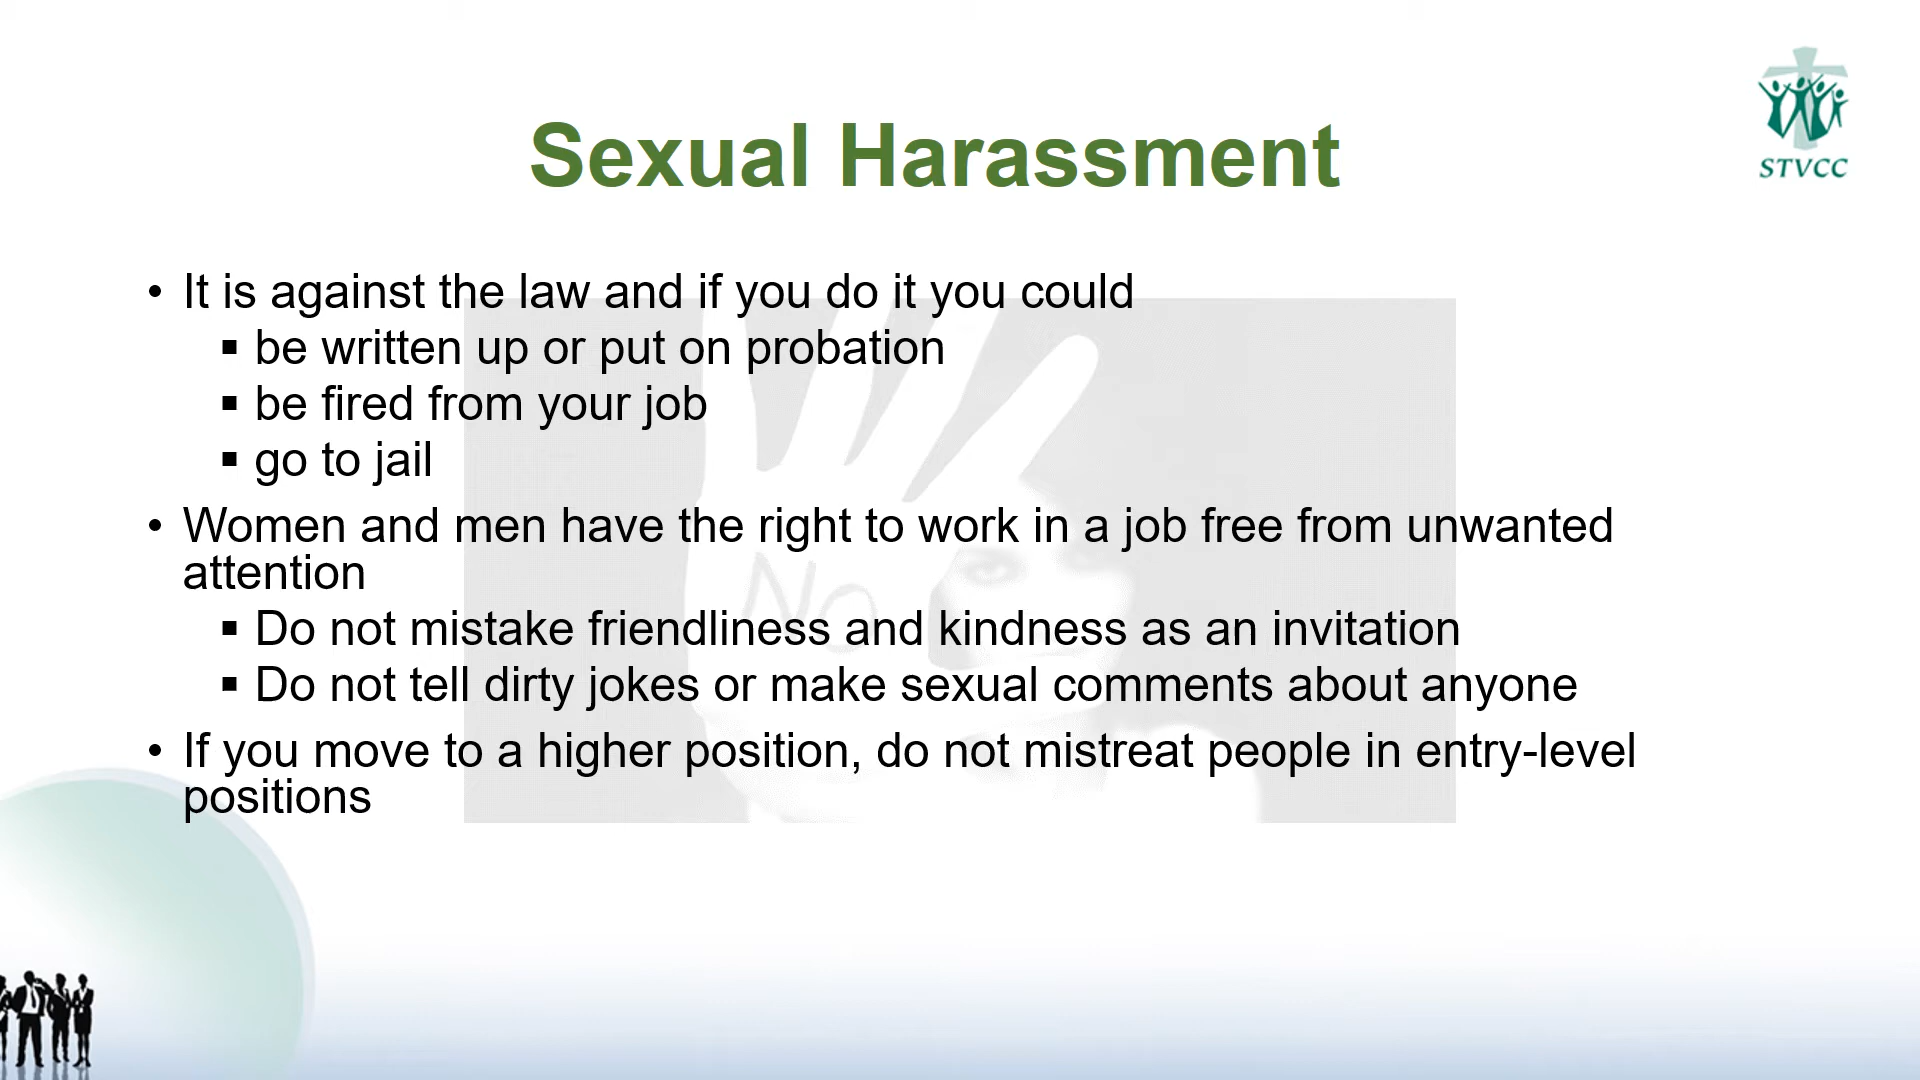 STVCC
Sexual Harassment
• It is against the law and if you do it you could
▪ be written up or put on probation
▪ be fired from your job
▪ go to jail
• Women and men have the right to work in a job free from unwanted
attention
NO
▪ Do not mistake friendliness and kindness as an invitation
▪ Do not tell dirty jokes or make sexual comments about anyone
• If you move to a higher position, do not mistreat people in entry-level
positions